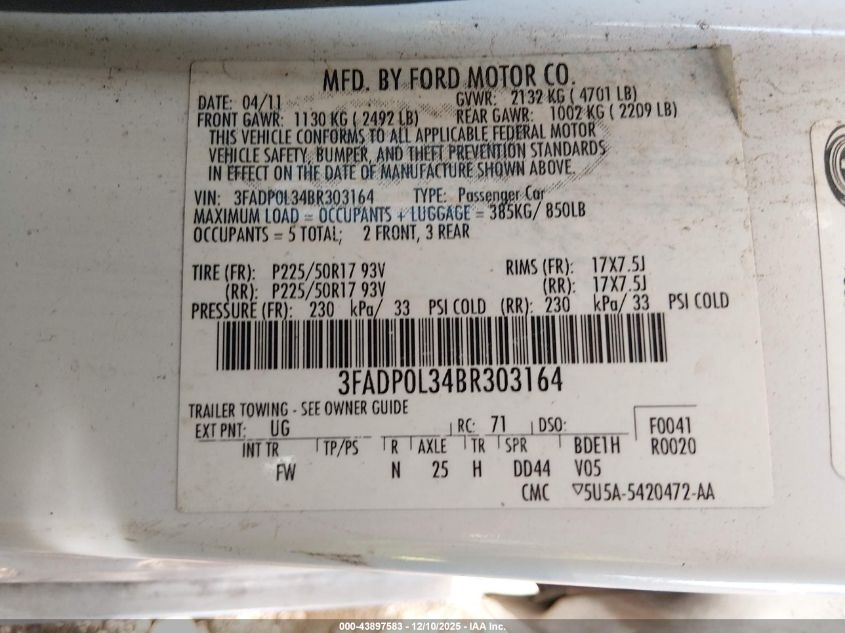 MFD. BY FORD MOTOR CO.
DATE: 04/11 GVWR: 2132 KG ( 4701 LB)
FRONT GAWR: 1130 KG ( 2492 LB) REAR GAWR: 1002 KG ( 2209 LB)
THIS VEHICLE CONFORMS TO ALL APPLICABLE FEDERAL MOTOR
VEHICLE SAFETY, BUMPER, AND THEFT PREVENTION STANDARDS
IN EFFECT ON THE DATE OF MANUFACTURE SHOWN ABOVE.
VIN: 3FADP0L34BR303164 TYPE: Passenger Car
MAXIMUM LOAD = OCCUPANTS + LUGGAGE = 385KG/ 850LB
OCCUPANTS = 5 TOTAL; 2 FRONT, 3 REAR
TIRE (FR): P225/50R17 93V RIMS (FR): 17X7.5J
(RR): P225/50R17 93V (RR): 17X7.5J
PRESSURE (FR): 230 kPa/ 33 PSI COLD (RR): 230 kPa/ 33 PSI COLD
3FADP0L34BR303164
TRAILER TOWING - SEE OWNER GUIDE
EXT PNT: UG RC: 71 DSO: F0041
INT TR TP/PS R AXLE TR SPR BDE1H R0020
FW N 25 H DD44 V05
CMC 5U5A-5420472-AA
000-43897583 - 12/10/2025 - IAA Inc.